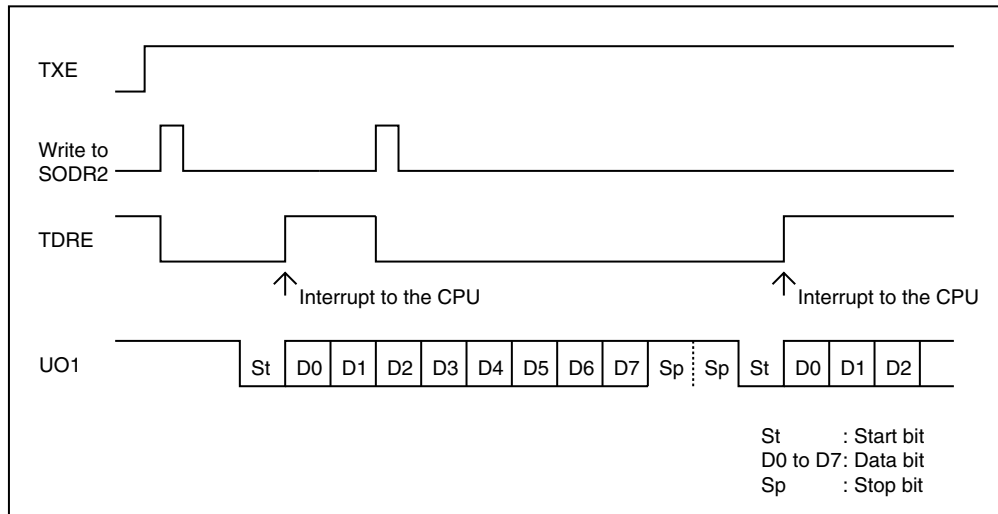 TXE
Write to
SODR2
TDRE
Interrupt to the CPU Interrupt to the CPU
UO1 St D0 D1 D2 D3 D4 D5 D6 D7 Sp Sp St D0 D1 D2
St : Start bit
D0 to D7: Data bit
Sp : Stop bit